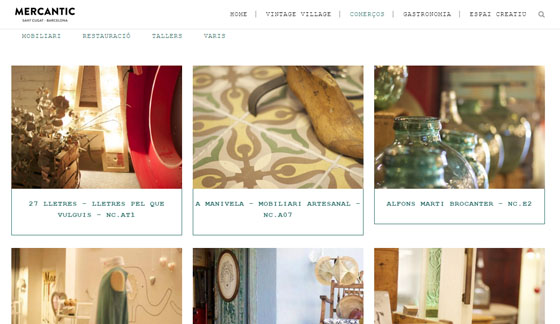 MERCANTIC
SANT CUGAT · BARCELONA
HOME | VINTAGE VILLAGE | COMERÇOS | GASTRONOMIA | ESPAI CREATIU
MOBILIARI RESTAURACIÓ TALLERS VARIS
27 LLETRES – LLETRES PEL QUE
VULGUIS – NC.AT1
A MANIVELA – MOBILIARI ARTESANAL –
NC.A07
ALFONS MARTI BROCANTER – NC.E2